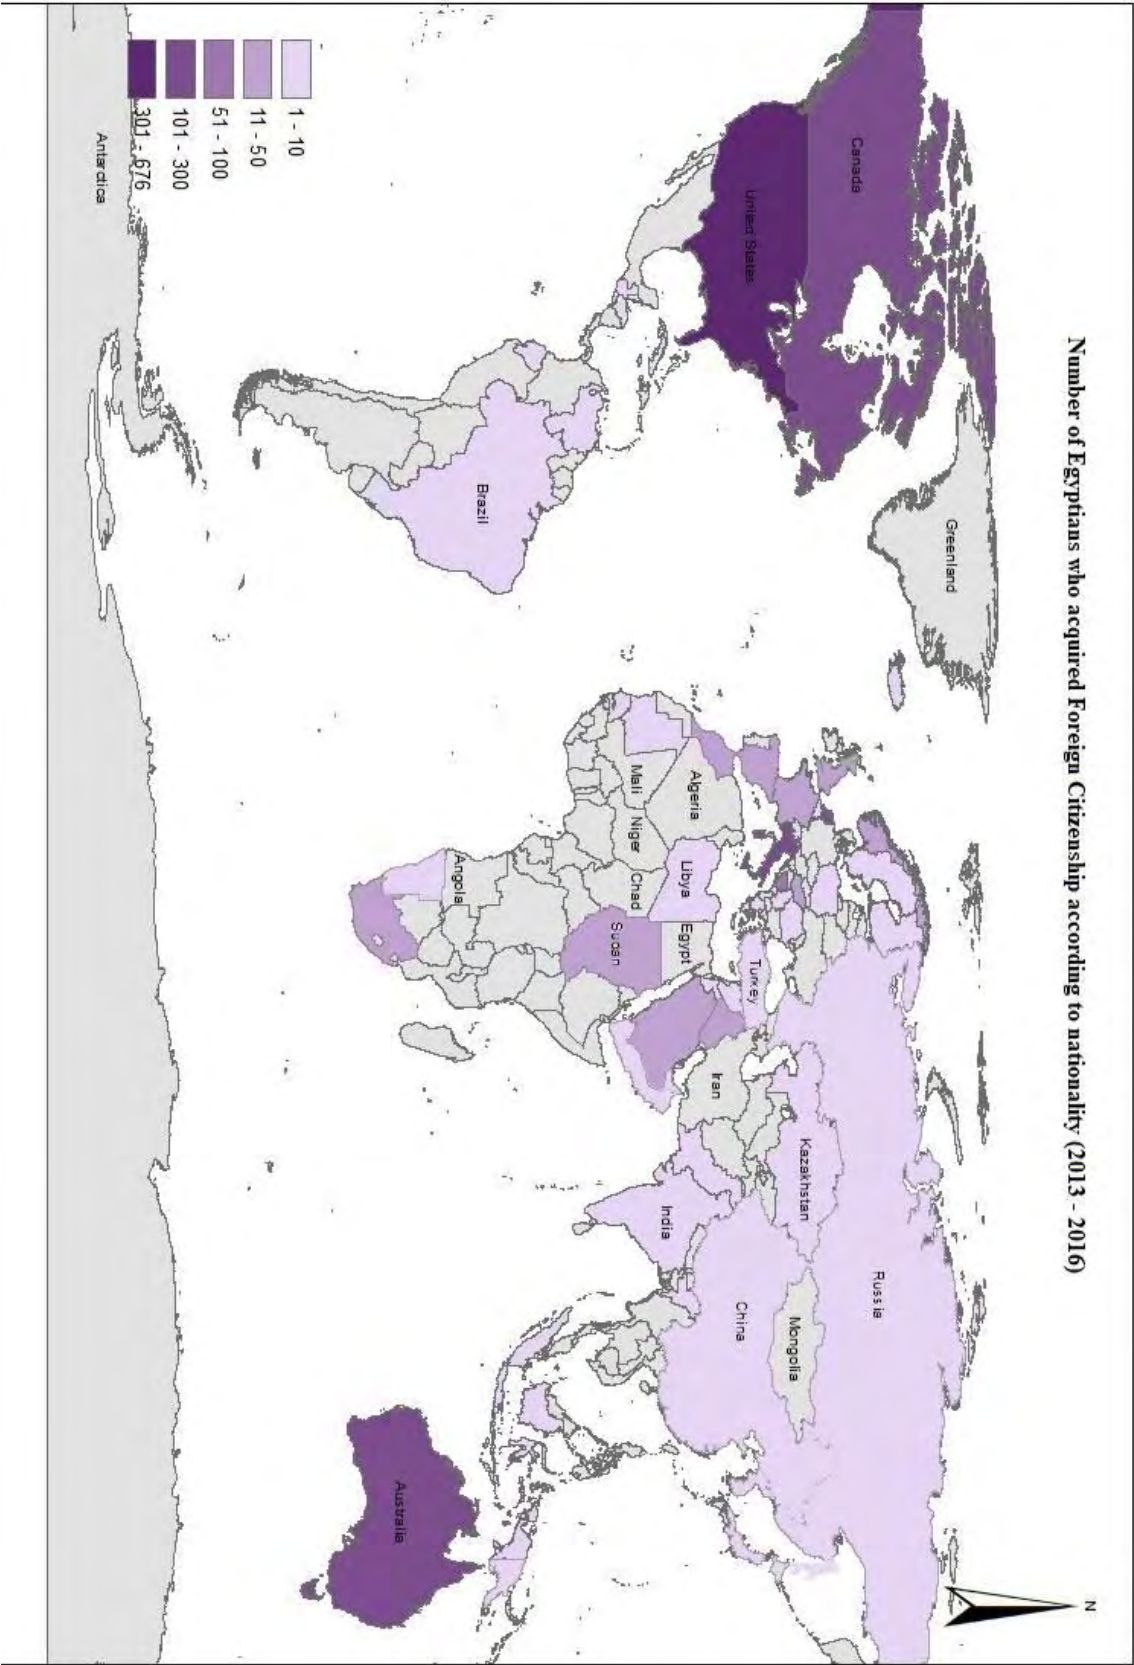 Number of Egyptians who acquired Foreign Citizenship according to nationality (2013 - 2016)
N
Greenland
Canada
Russia
United States
Kazakhstan
Mongolia
Turkey
China
Iran
Algeria
Libya
Egypt
India
Mali
Niger
Chad
Sudan
Brazil
Angola
Australia
1 - 10
11 - 50
51 - 100
101 - 300
301 - 676
Antarctica